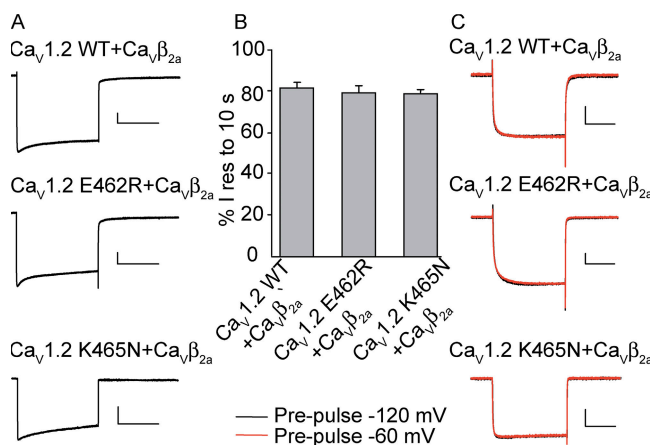 A
Caᵥ1.2 WT+Caᵥβ₂ₐ
Caᵥ1.2 E462R+Caᵥβ₂ₐ
Caᵥ1.2 K465N+Caᵥβ₂ₐ
B
% I res to 10 s
100
80
60
40
20
0
Caᵥ1.2 WT
+Caᵥβ₂ₐ
Caᵥ1.2 E462R
+Caᵥβ₂ₐ
Caᵥ1.2 K465N
+Caᵥβ₂ₐ
C
Caᵥ1.2 WT+Caᵥβ₂ₐ
Caᵥ1.2 E462R+Caᵥβ₂ₐ
Caᵥ1.2 K465N+Caᵥβ₂ₐ
Pre-pulse -120 mV
Pre-pulse -60 mV